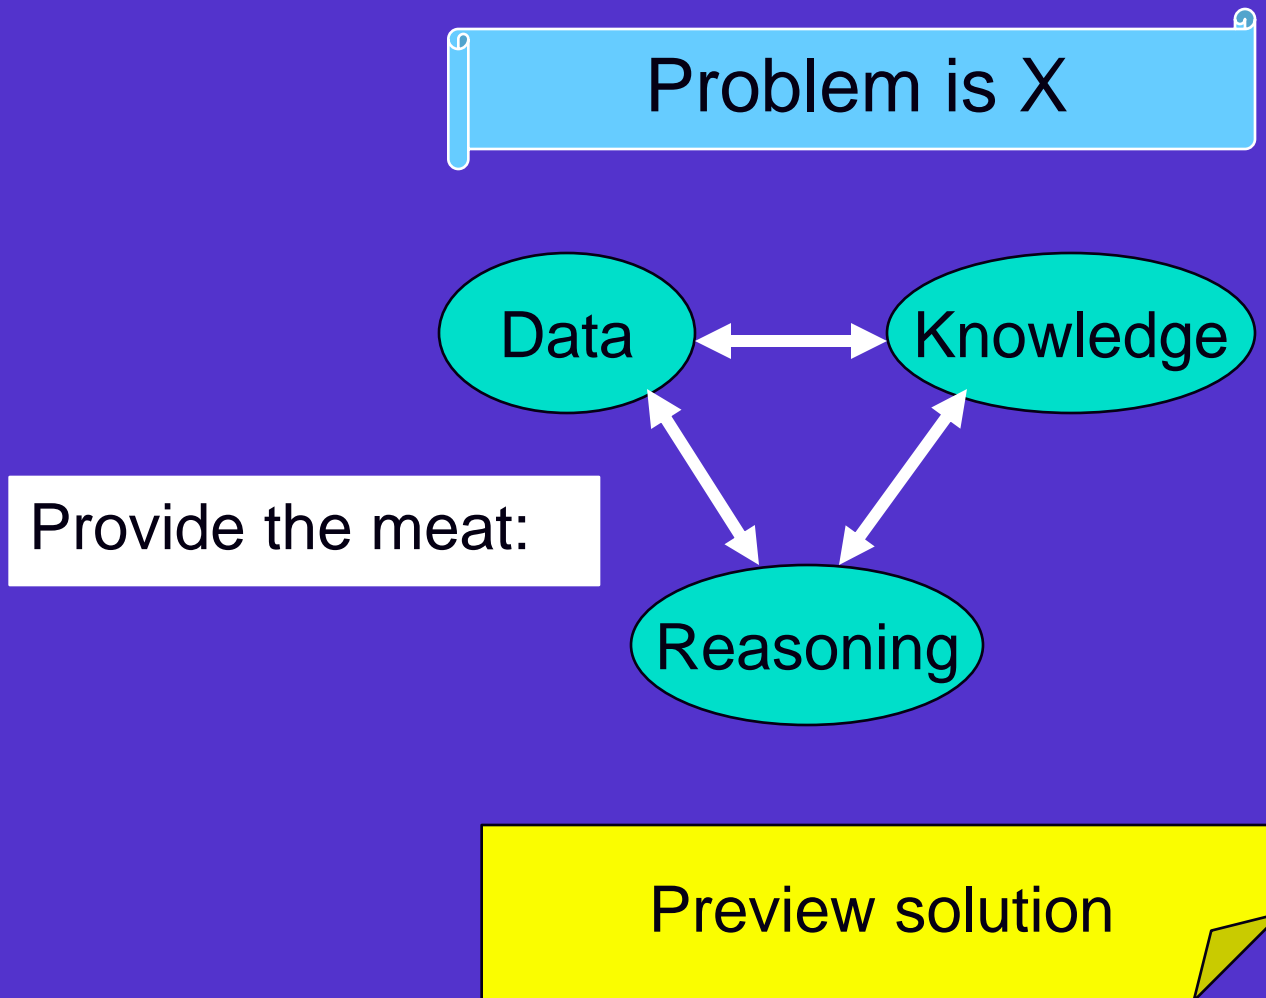 Problem is X
Data
Knowledge
Provide the meat:
Reasoning
Preview solution